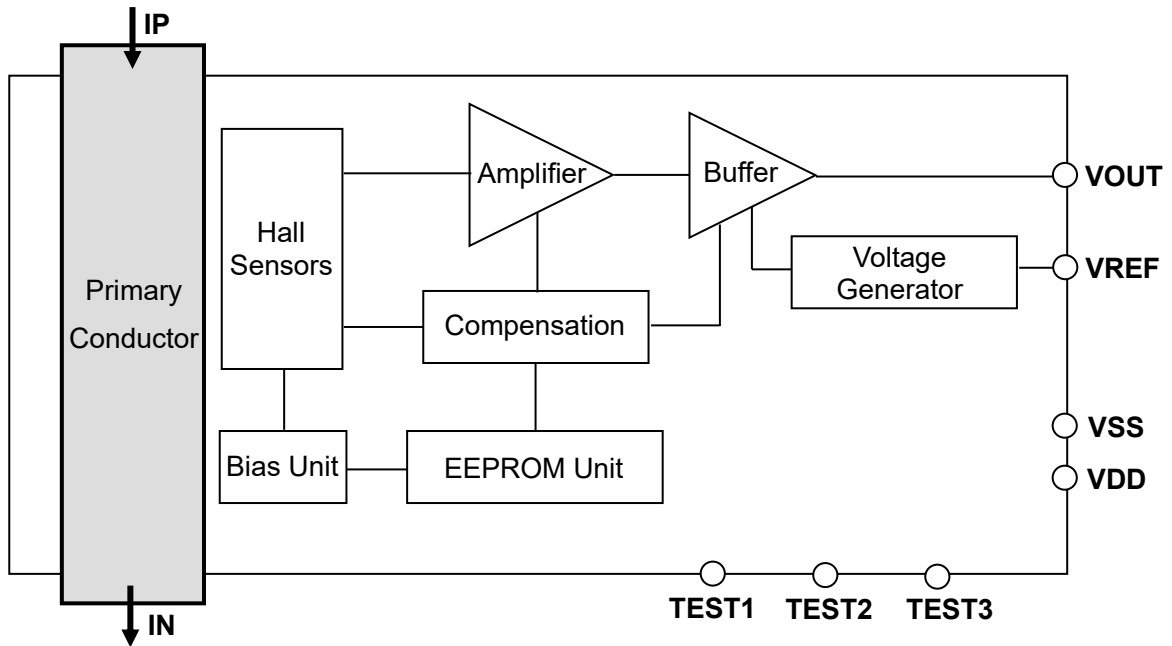 IP
Amplifier
Buffer
VOUT
Hall
Sensors
Voltage
Generator
VREF
Primary
Conductor
Compensation
VSS
Bias Unit
EEPROM Unit
VDD
TEST1
TEST2
TEST3
IN